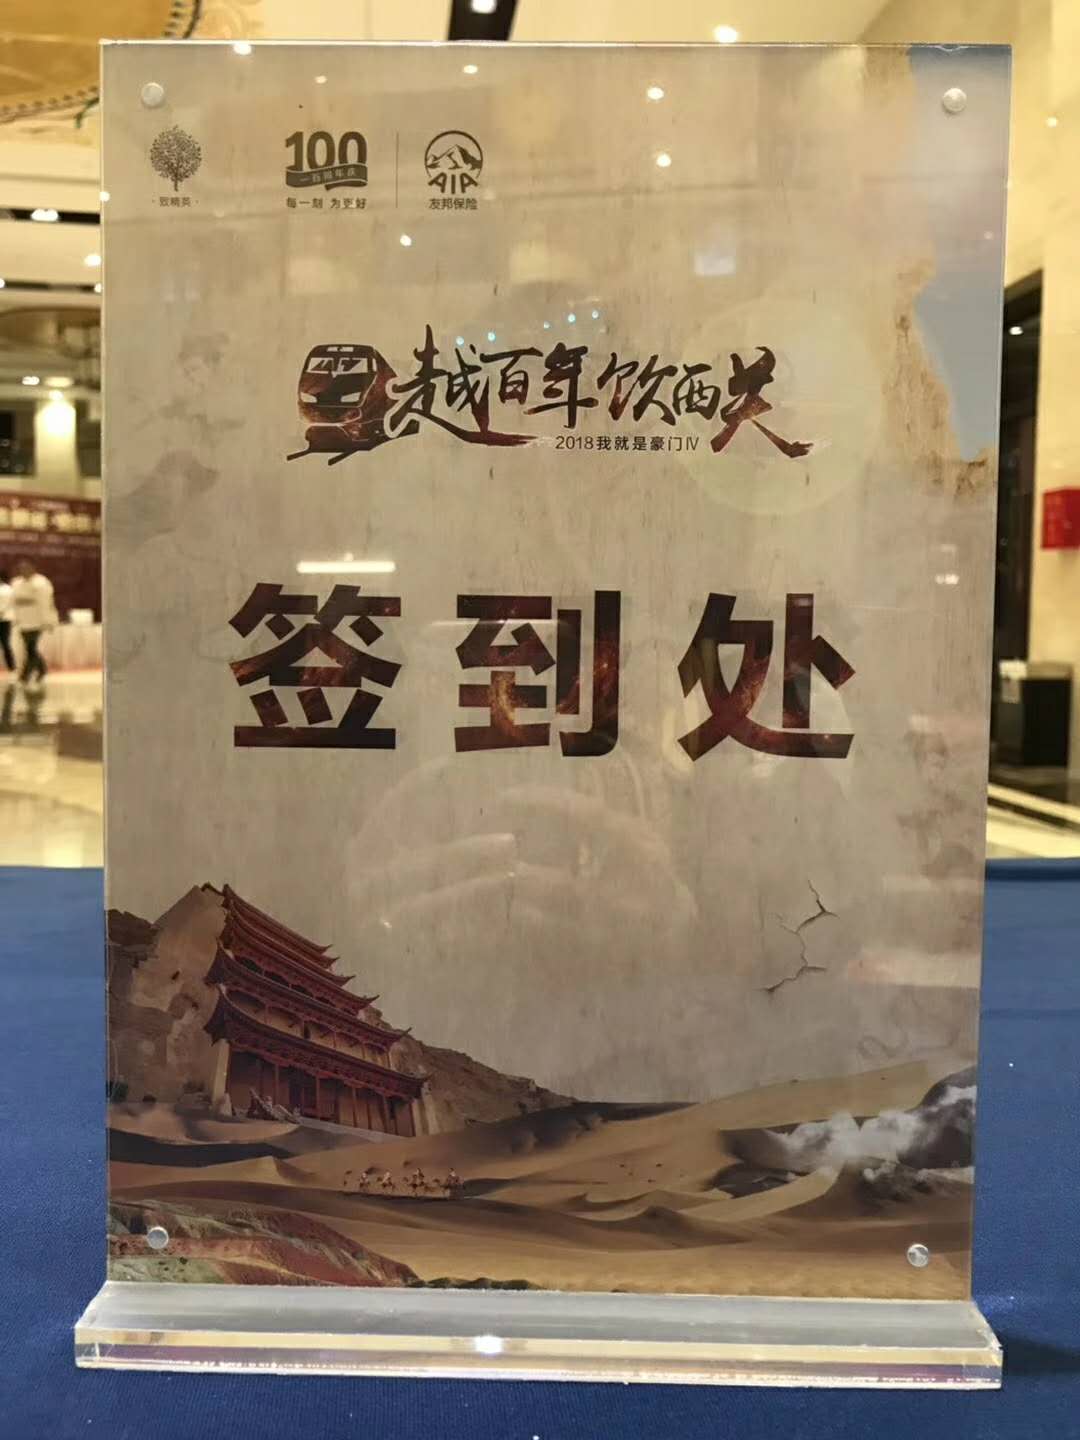 ·致精英·
100
一百周年庆
每一刻 为更好
AIA
友邦保险
越百年饮西关
2018我就是豪门Ⅳ
签到处